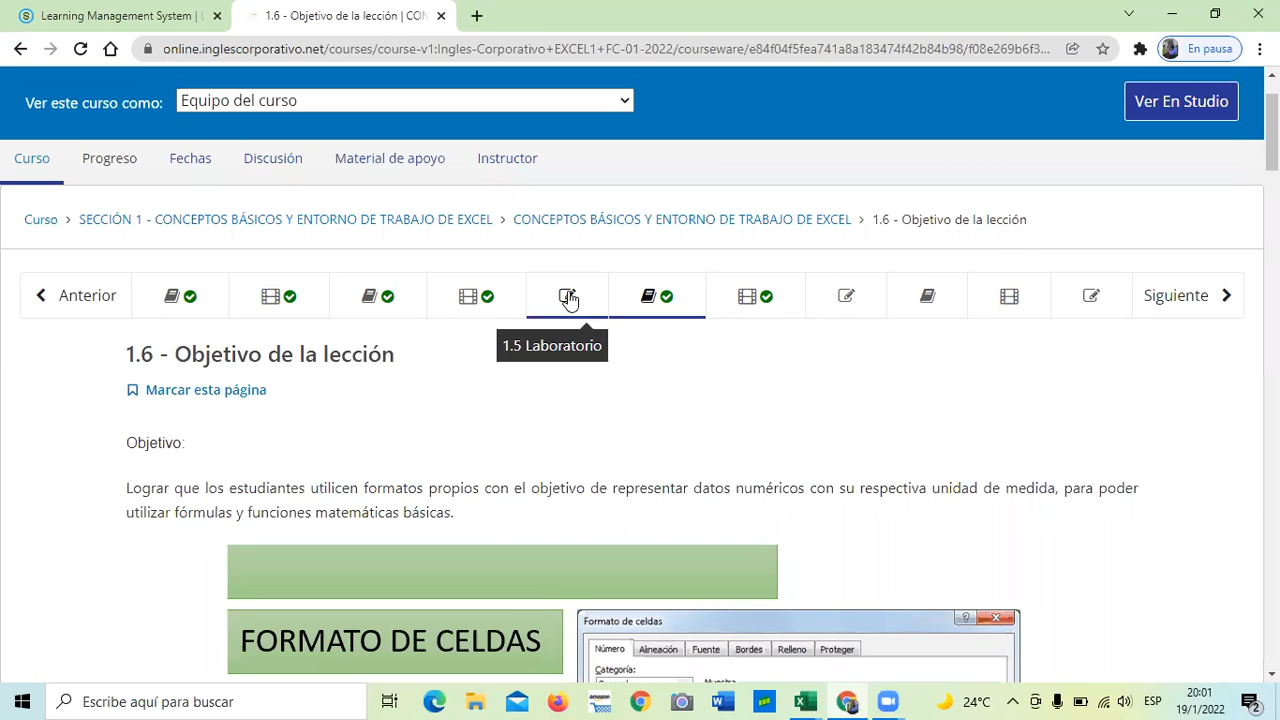 Learning Management System | L
1.6 - Objetivo de la lección | CON
online.inglescorporativo.net/courses/course-v1:Ingles-Corporativo+EXCEL1+FC-01-2022/courseware/e84f04f5fea741a8a183474f42b84b98/f08e269b6f3...
En pausa
Ver este curso como:
Equipo del curso
Ver En Studio
Curso
Progreso
Fechas
Discusión
Material de apoyo
Instructor
Curso > SECCIÓN 1 - CONCEPTOS BÁSICOS Y ENTORNO DE TRABAJO DE EXCEL > CONCEPTOS BÁSICOS Y ENTORNO DE TRABAJO DE EXCEL > 1.6 - Objetivo de la lección
Anterior
Siguiente
1.5 Laboratorio
1.6 - Objetivo de la lección
Marcar esta página
Objetivo:
Lograr que los estudiantes utilicen formatos propios con el objetivo de representar datos numéricos con su respectiva unidad de medida, para poder
utilizar fórmulas y funciones matemáticas básicas.
FORMATO DE CELDAS
Formato de celdas
Número
Alineación
Fuente
Bordes
Relleno
Proteger
Categoría:
Escribe aquí para buscar
amazon
24°C
ESP
20:01
19/1/2022
2